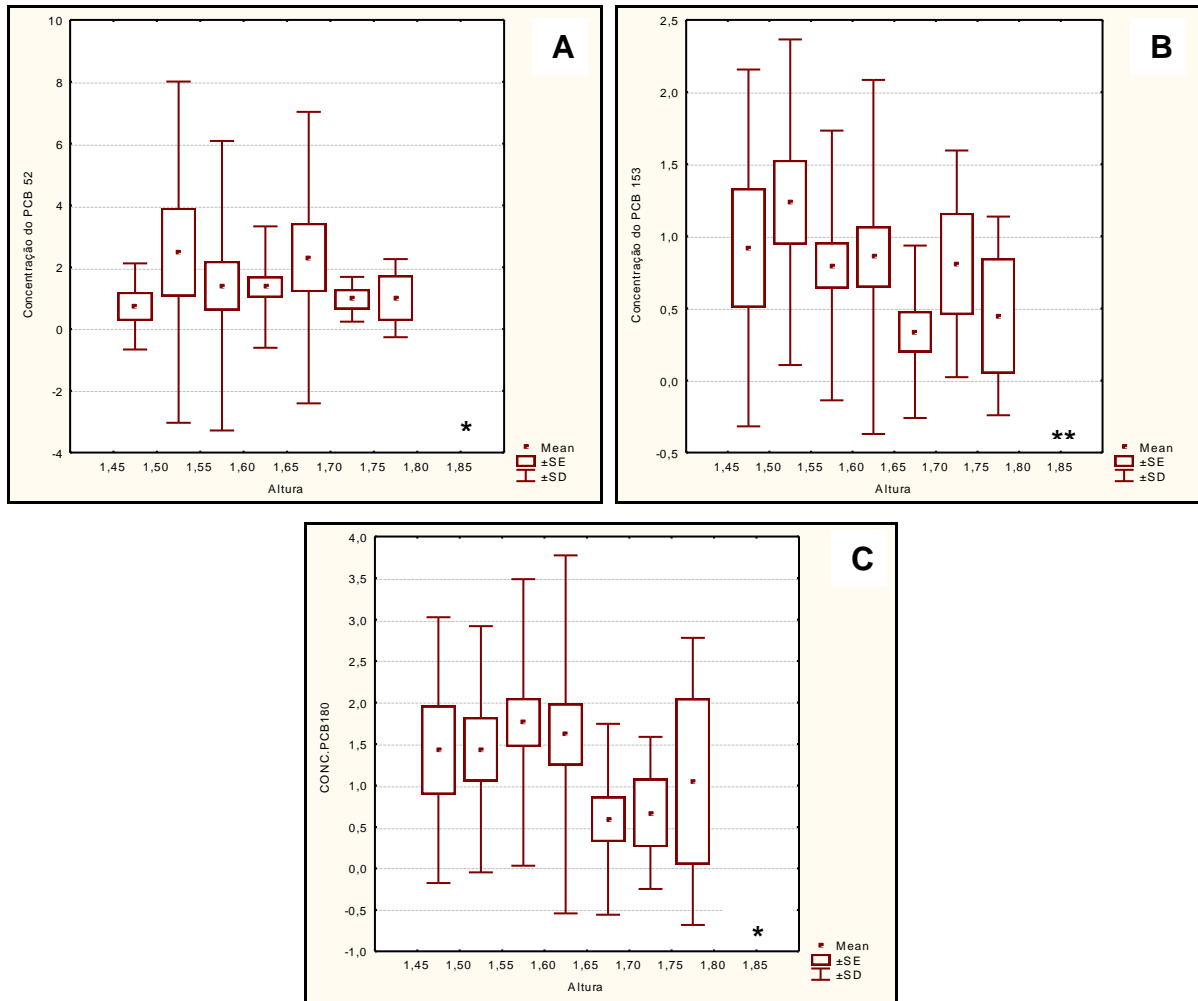 A
Concentração do PCB 52
10
8
6
4
2
0
-2
-4
1,45 1,50 1,55 1,60 1,65 1,70 1,75 1,80 1,85
Altura
*
Mean
±SE
±SD
B
Concentração do PCB 153
2,5
2,0
1,5
1,0
0,5
0,0
-0,5
1,45 1,50 1,55 1,60 1,65 1,70 1,75 1,80 1,85
Altura
**
Mean
±SE
±SD
C
CONC.PCB180
4,0
3,5
3,0
2,5
2,0
1,5
1,0
0,5
0,0
-0,5
-1,0
1,45 1,50 1,55 1,60 1,65 1,70 1,75 1,80 1,85
Altura
*
Mean
±SE
±SD